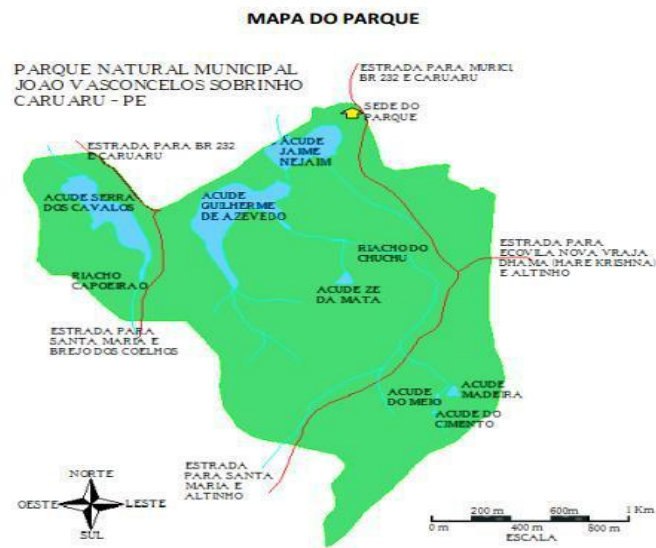 MAPA DO PARQUE
PARQUE NATURAL MUNICIPAL
JOAO VASCONCELOS SOBRINHO
CARUARU - PE
ESTRADA PARA MURICI,
BR 232 E CARUARU
SEDE DO
PARQUE
ESTRADA PARA BR 232
E CARUARU
ACUDE
JAIME
NEJAIM
ACUDE SERRA
DOS CAVALOS
ACUDE
GUILHERME
DE AZEVEDO
RIACHO DO
CHUCHU
ESTRADA PARA
ECOVILA NOVA VRAJA
DHAMA (HARE KRISHNA)
E ALTINHO
RIACHO
CAPOEIRAO
ACUDE ZE
DA MATA
ESTRADA PARA
SANTA MARIA E
BREJO DOS COELHOS
ACUDE
DO MEIO
ACUDE
MADEIRA
ACUDE DO
CIMENTO
ESTRADA
PARA SANTA
MARIA E
ALTINHO
NORTE
OESTE
LESTE
SUL
200 m
600m
1 Km
0 m
400 m
800 m
ESCALA